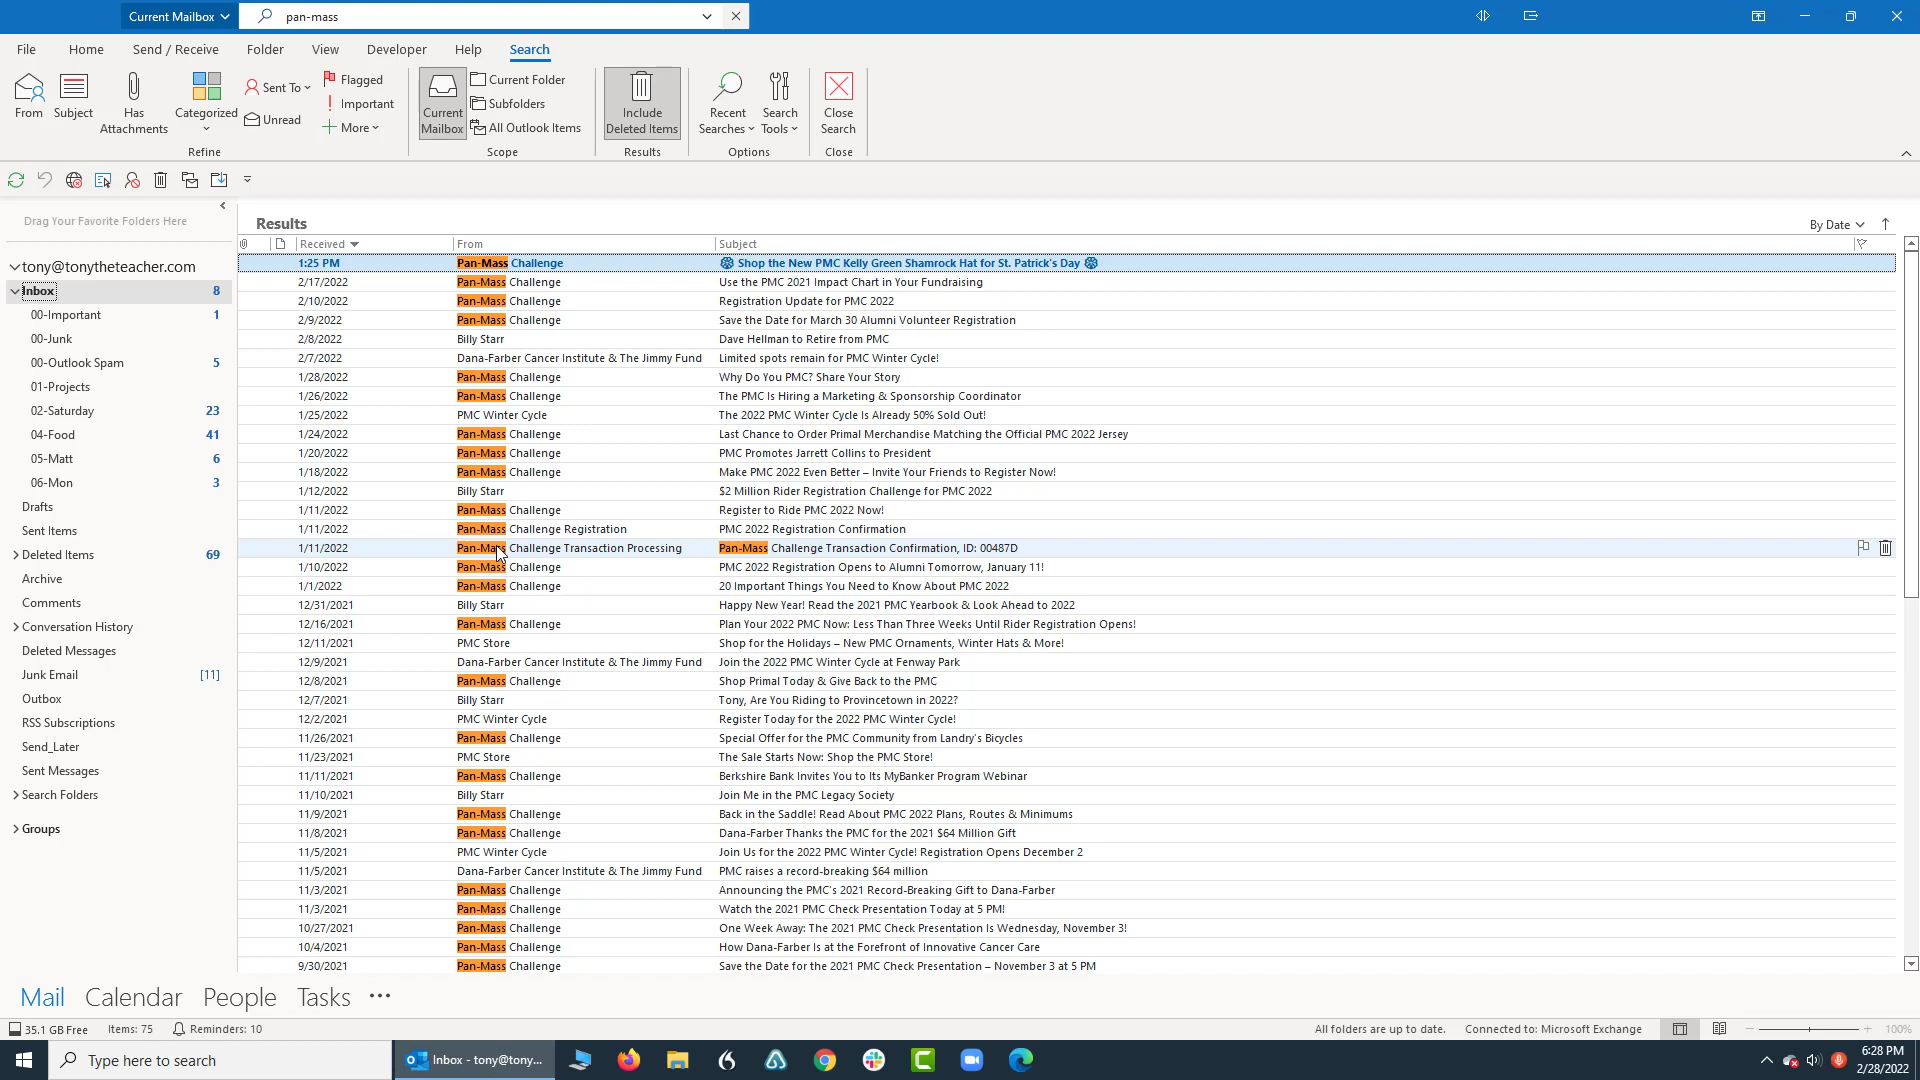 Current Mailbox pan-mass
File Home Send / Receive Folder View Developer Help Search
From Subject Has Attachments Categorized Sent To Unread Flagged Important More
Refine
Current Mailbox Current Folder Subfolders All Outlook Items
Scope
Include Deleted Items
Results
Recent Searches Search Tools
Options
Close Search
Close
Drag Your Favorite Folders Here
tony@tonytheteacher.com
Inbox 8
00-Important 1
00-Junk
00-Outlook Spam 5
01-Projects
02-Saturday 23
04-Food 41
05-Matt 6
06-Mon 3
Drafts
Sent Items
Deleted Items 69
Archive
Comments
Conversation History
Deleted Messages
Junk Email [11]
Outbox
RSS Subscriptions
Send_Later
Sent Messages
Search Folders
Groups
Results By Date
Received From Subject
1:25 PM Pan-Mass Challenge Shop the New PMC Kelly Green Shamrock Hat for St. Patrick's Day
2/17/2022 Pan-Mass Challenge Use the PMC 2021 Impact Chart in Your Fundraising
2/10/2022 Pan-Mass Challenge Registration Update for PMC 2022
2/9/2022 Pan-Mass Challenge Save the Date for March 30 Alumni Volunteer Registration
2/8/2022 Billy Starr Dave Hellman to Retire from PMC
2/7/2022 Dana-Farber Cancer Institute & The Jimmy Fund Limited spots remain for PMC Winter Cycle!
1/28/2022 Pan-Mass Challenge Why Do You PMC? Share Your Story
1/26/2022 Pan-Mass Challenge The PMC Is Hiring a Marketing & Sponsorship Coordinator
1/25/2022 PMC Winter Cycle The 2022 PMC Winter Cycle Is Already 50% Sold Out!
1/24/2022 Pan-Mass Challenge Last Chance to Order Primal Merchandise Matching the Official PMC 2022 Jersey
1/20/2022 Pan-Mass Challenge PMC Promotes Jarrett Collins to President
1/18/2022 Pan-Mass Challenge Make PMC 2022 Even Better – Invite Your Friends to Register Now!
1/12/2022 Billy Starr $2 Million Rider Registration Challenge for PMC 2022
1/11/2022 Pan-Mass Challenge Register to Ride PMC 2022 Now!
1/11/2022 Pan-Mass Challenge Registration PMC 2022 Registration Confirmation
1/11/2022 Pan-Mass Challenge Transaction Processing Pan-Mass Challenge Transaction Confirmation, ID: 00487D
1/10/2022 Pan-Mass Challenge PMC 2022 Registration Opens to Alumni Tomorrow, January 11!
1/1/2022 Pan-Mass Challenge 20 Important Things You Need to Know About PMC 2022
12/31/2021 Billy Starr Happy New Year! Read the 2021 PMC Yearbook & Look Ahead to 2022
12/16/2021 Pan-Mass Challenge Plan Your 2022 PMC Now: Less Than Three Weeks Until Rider Registration Opens!
12/11/2021 PMC Store Shop for the Holidays – New PMC Ornaments, Winter Hats & More!
12/9/2021 Dana-Farber Cancer Institute & The Jimmy Fund Join the 2022 PMC Winter Cycle at Fenway Park
12/8/2021 Pan-Mass Challenge Shop Primal Today & Give Back to the PMC
12/7/2021 Billy Starr Tony, Are You Riding to Provincetown in 2022?
12/2/2021 PMC Winter Cycle Register Today for the 2022 PMC Winter Cycle!
11/26/2021 Pan-Mass Challenge Special Offer for the PMC Community from Landry's Bicycles
11/23/2021 PMC Store The Sale Starts Now: Shop the PMC Store!
11/11/2021 Pan-Mass Challenge Berkshire Bank Invites You to Its MyBanker Program Webinar
11/10/2021 Billy Starr Join Me in the PMC Legacy Society
11/9/2021 Pan-Mass Challenge Back in the Saddle! Read About PMC 2022 Plans, Routes & Minimums
11/8/2021 Pan-Mass Challenge Dana-Farber Thanks the PMC for the 2021 $64 Million Gift
11/5/2021 PMC Winter Cycle Join Us for the 2022 PMC Winter Cycle! Registration Opens December 2
11/5/2021 Dana-Farber Cancer Institute & The Jimmy Fund PMC raises a record-breaking $64 million
11/3/2021 Pan-Mass Challenge Announcing the PMC's 2021 Record-Breaking Gift to Dana-Farber
11/3/2021 Pan-Mass Challenge Watch the 2021 PMC Check Presentation Today at 5 PM!
10/27/2021 Pan-Mass Challenge One Week Away: The 2021 PMC Check Presentation Is Wednesday, November 3!
10/4/2021 Pan-Mass Challenge How Dana-Farber Is at the Forefront of Innovative Cancer Care
9/30/2021 Pan-Mass Challenge Save the Date for the 2021 PMC Check Presentation – November 3 at 5 PM
Mail Calendar People Tasks ···
35.1 GB Free Items: 75 Reminders: 10 All folders are up to date. Connected to: Microsoft Exchange 100%
Type here to search Inbox - tony@tony... 6:28 PM
2/28/2022